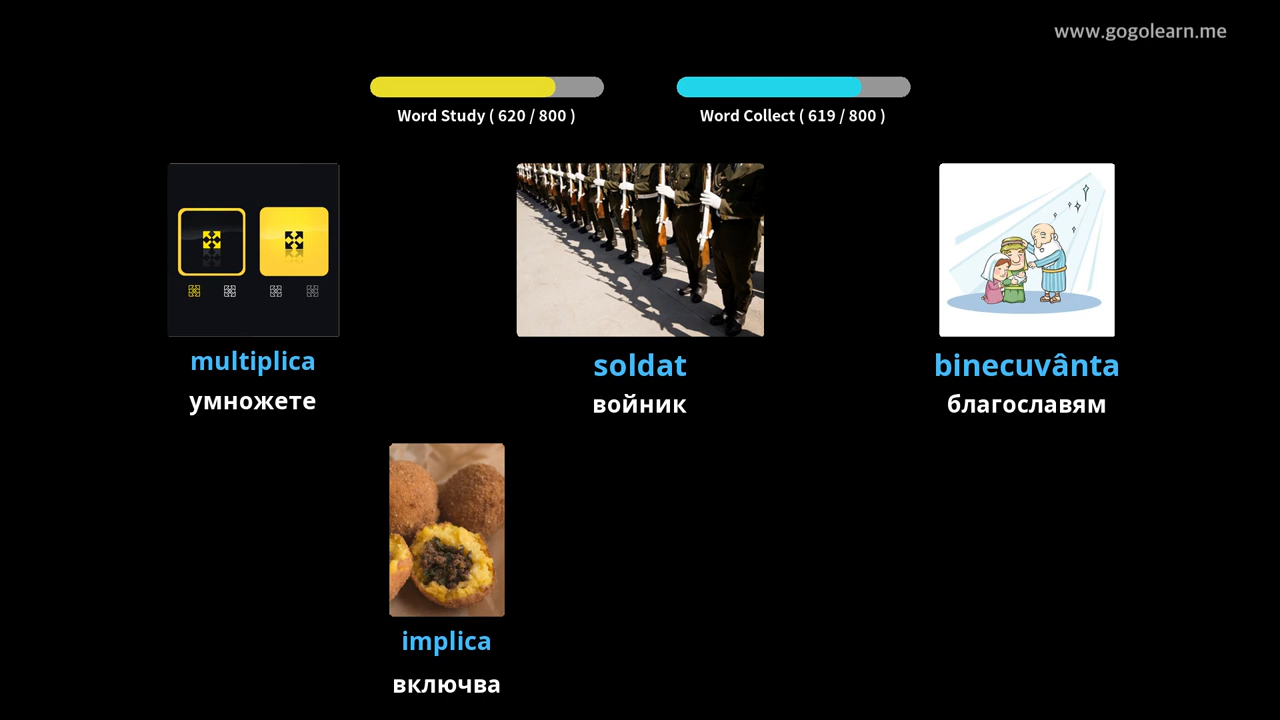 www.gogolearn.me
Word Study ( 620 / 800 )
Word Collect ( 619 / 800 )
multiplica
умножете
soldat
войник
binecuvânta
благославям
implica
включва